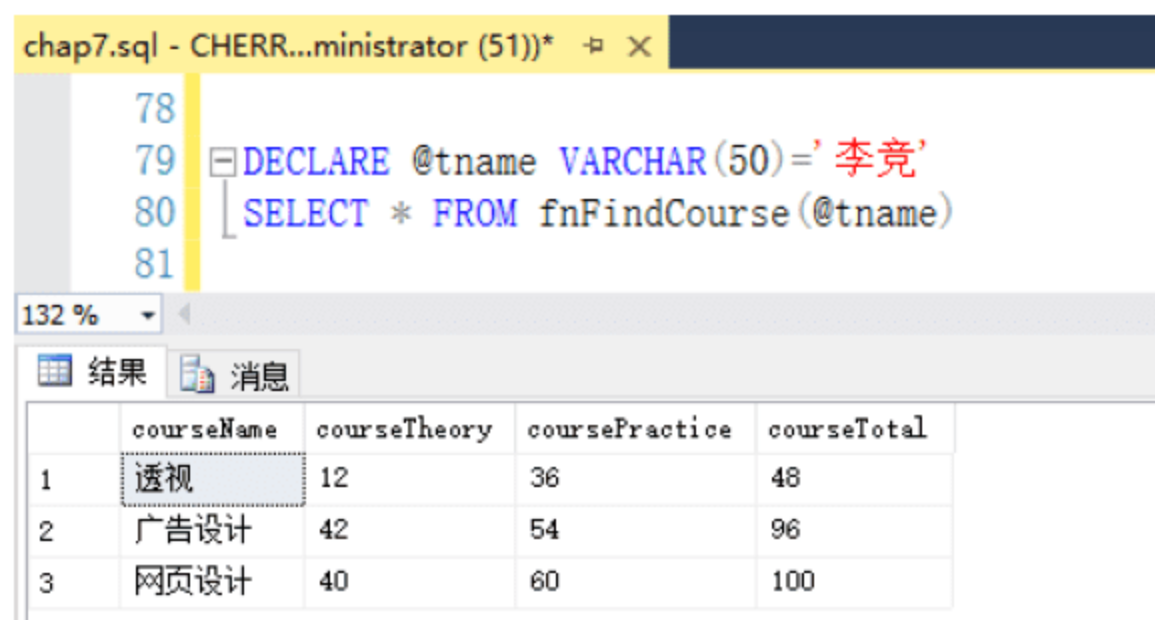 chap7.sql - CHERR...ministrator (51))*
78
79 DECLARE @tname VARCHAR(50)='李竞'
80 SELECT * FROM fnFindCourse(@tname)
81
132 %
结果 消息
courseName courseTheory coursePractice courseTotal
1 透视 12 36 48
2 广告设计 42 54 96
3 网页设计 40 60 100